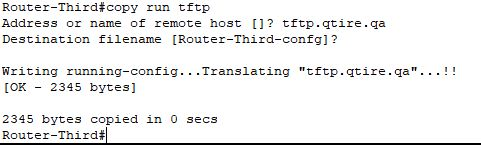 Router-Third#copy run tftp
Address or name of remote host []? tftp.qtire.qa
Destination filename [Router-Third-confg]?
Writing running-config...Translating "tftp.qtire.qa"...!!
[OK - 2345 bytes]
2345 bytes copied in 0 secs
Router-Third#